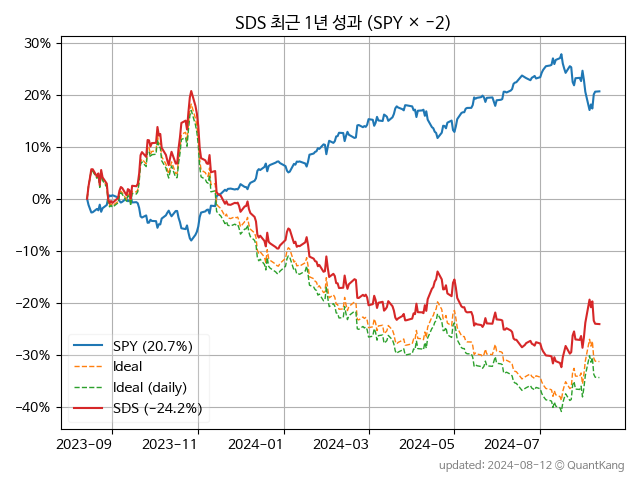 SDS 최근 1년 성과 (SPY × −2)
30%
20%
10%
0%
−10%
−20%
−30%
−40%
SPY (20.7%)
Ideal
Ideal (daily)
SDS (−24.2%)
2023-09
2023-11
2024-01
2024-03
2024-05
2024-07
updated: 2024-08-12 © QuantKang